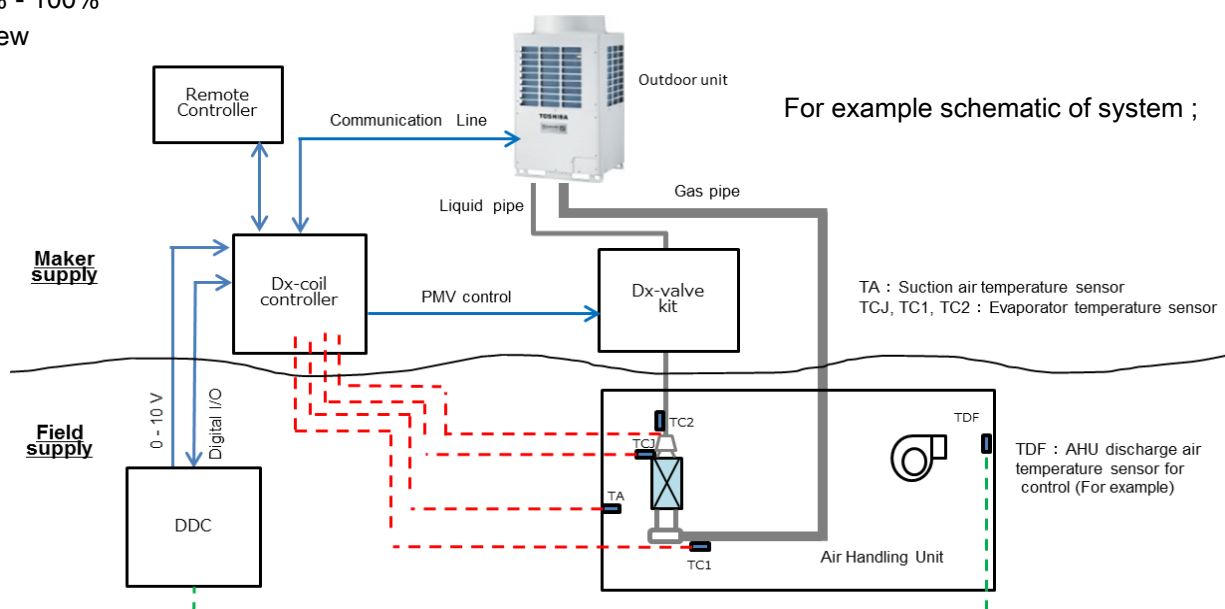 % - 100%
ew
Remote
Controller
Communication Line
TOSHIBA
Outdoor unit
For example schematic of system ;
Liquid pipe
Gas pipe
Maker
supply
Dx-coil
controller
PMV control
Dx-valve
kit
TA : Suction air temperature sensor
TCJ, TC1, TC2 : Evaporator temperature sensor
0 - 10 V
Digital I/O
Field
supply
DDC
TC2
TCJ
TA
TC1
TDF
Air Handling Unit
TDF : AHU discharge air
temperature sensor for
control (For example)